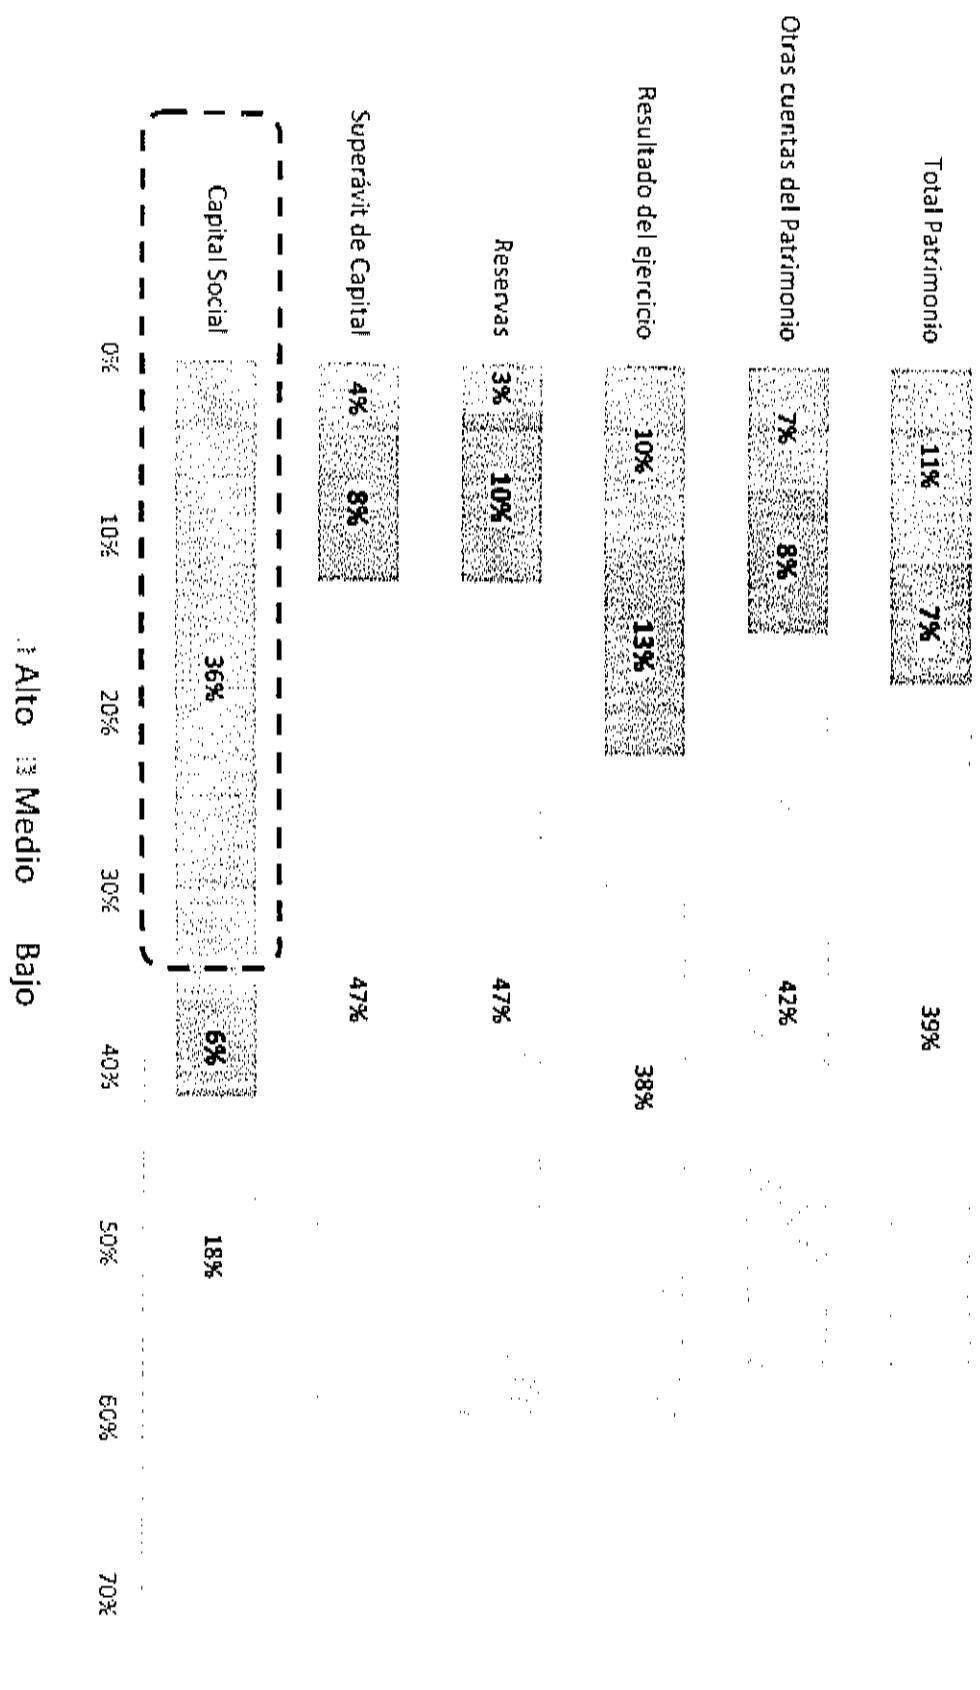 Total Patrimonio 11% 7% 39%
Otras cuentas del Patrimonio 7% 8% 42%
Resultado del ejercicio 10% 13% 38%
Reservas 3% 10% 47%
Superávit de Capital 4% 8% 47%
Capital Social 36% 6% 18%
0% 10% 20% 30% 40% 50% 60% 70%
Alto Medio Bajo